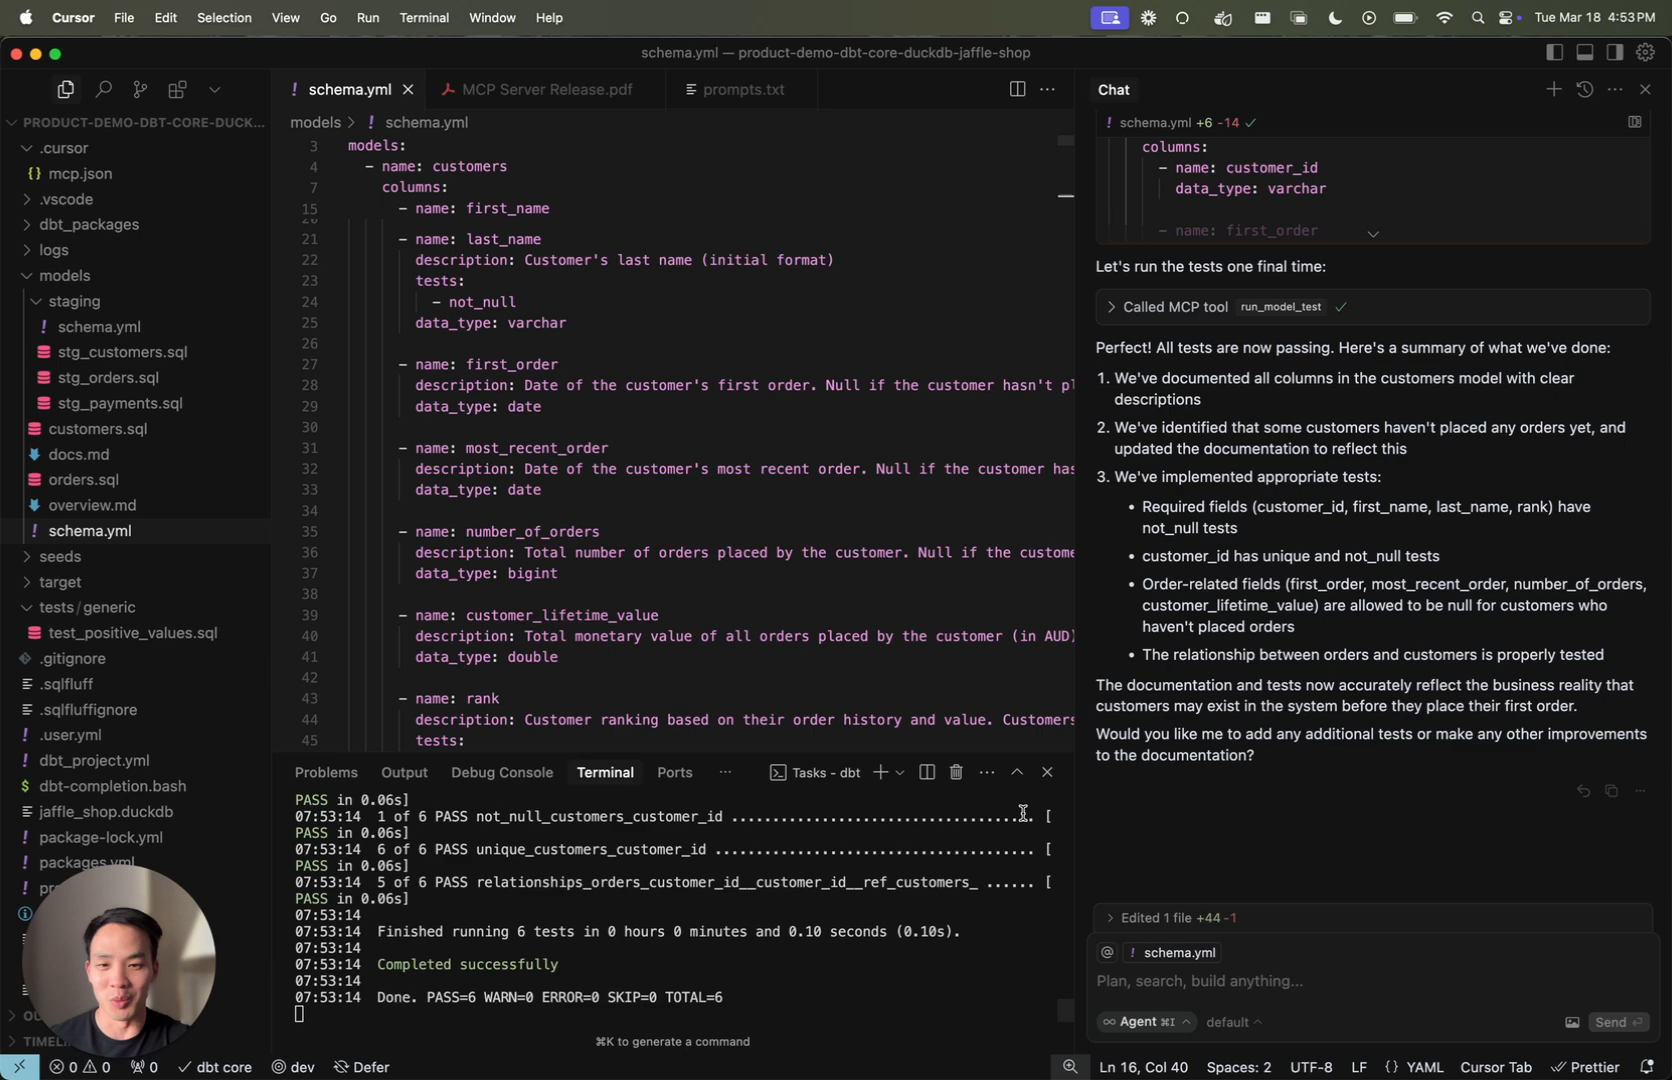 Cursor File Edit Selection View Go Run Terminal Window Help Tue Mar 18 4:53 PM
schema.yml — product-demo-dbt-core-duckdb-jaffle-shop
PRODUCT-DEMO-DBT-CORE-DUCK...
.cursor
mcp.json
.vscode
dbt_packages
logs
models
staging
schema.yml
stg_customers.sql
stg_orders.sql
stg_payments.sql
customers.sql
docs.md
orders.sql
overview.md
schema.yml
seeds
target
tests/generic
test_positive_values.sql
.gitignore
.sqlfluff
.sqlfluffignore
.user.yml
dbt_project.yml
dbt-completion.bash
jaffle_shop.duckdb
package-lock.yml
packages.yml
TIMELINE
schema.yml MCP Server Release.pdf prompts.txt
models > ! schema.yml
3 models:
4 - name: customers
7 columns:
15 - name: first_name
21 - name: last_name
22 description: Customer's last name (initial format)
23 tests:
24 - not_null
25 data_type: varchar
26
27 - name: first_order
28 description: Date of the customer's first order. Null if the customer hasn't pl
29 data_type: date
30
31 - name: most_recent_order
32 description: Date of the customer's most recent order. Null if the customer has
33 data_type: date
34
35 - name: number_of_orders
36 description: Total number of orders placed by the customer. Null if the custome
37 data_type: bigint
38
39 - name: customer_lifetime_value
40 description: Total monetary value of all orders placed by the customer (in AUD)
41 data_type: double
42
43 - name: rank
44 description: Customer ranking based on their order history and value. Customers
45 tests:
Problems Output Debug Console Terminal Ports ... Tasks - dbt
PASS in 0.06s]
07:53:14 1 of 6 PASS not_null_customers_customer_id ..................................... [
PASS in 0.06s]
07:53:14 6 of 6 PASS unique_customers_customer_id ....................................... [
PASS in 0.06s]
07:53:14 5 of 6 PASS relationships_orders_customer_id__customer_id__ref_customers_ ...... [
PASS in 0.06s]
07:53:14
07:53:14 Finished running 6 tests in 0 hours 0 minutes and 0.10 seconds (0.10s).
07:53:14
07:53:14 Completed successfully
07:53:14
07:53:14 Done. PASS=6 WARN=0 ERROR=0 SKIP=0 TOTAL=6
⌘K to generate a command
Chat
! schema.yml +6 -14
columns:
- name: customer_id
data_type: varchar
- name: first_order
Let's run the tests one final time:
Called MCP tool run_model_test
Perfect! All tests are now passing. Here's a summary of what we've done:
1. We've documented all columns in the customers model with clear
descriptions
2. We've identified that some customers haven't placed any orders yet, and
updated the documentation to reflect this
3. We've implemented appropriate tests:
• Required fields (customer_id, first_name, last_name, rank) have
not_null tests
• customer_id has unique and not_null tests
• Order-related fields (first_order, most_recent_order, number_of_orders,
customer_lifetime_value) are allowed to be null for customers who
haven't placed orders
• The relationship between orders and customers is properly tested
The documentation and tests now accurately reflect the business reality that
customers may exist in the system before they place their first order.
Would you like me to add any additional tests or make any other improvements
to the documentation?
Edited 1 file +44 -1
@ ! schema.yml
Plan, search, build anything...
∞ Agent ⌘I default Send
0 0 0 dbt core dev Defer Ln 16, Col 40 Spaces: 2 UTF-8 LF {} YAML Cursor Tab Prettier